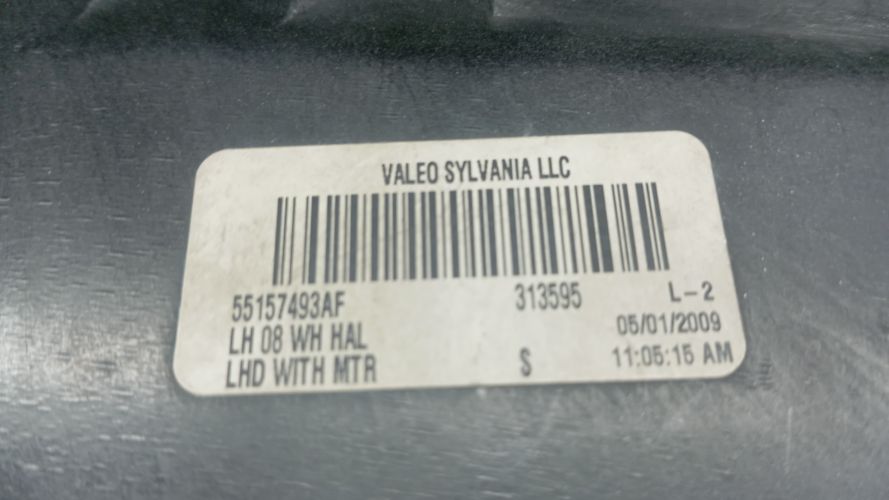 VALEO SYLVANIA LLC
55157493AF 313595 L-2
LH 08 WH HAL 05/01/2009
LHD WITH MTR S 11:05:15 AM